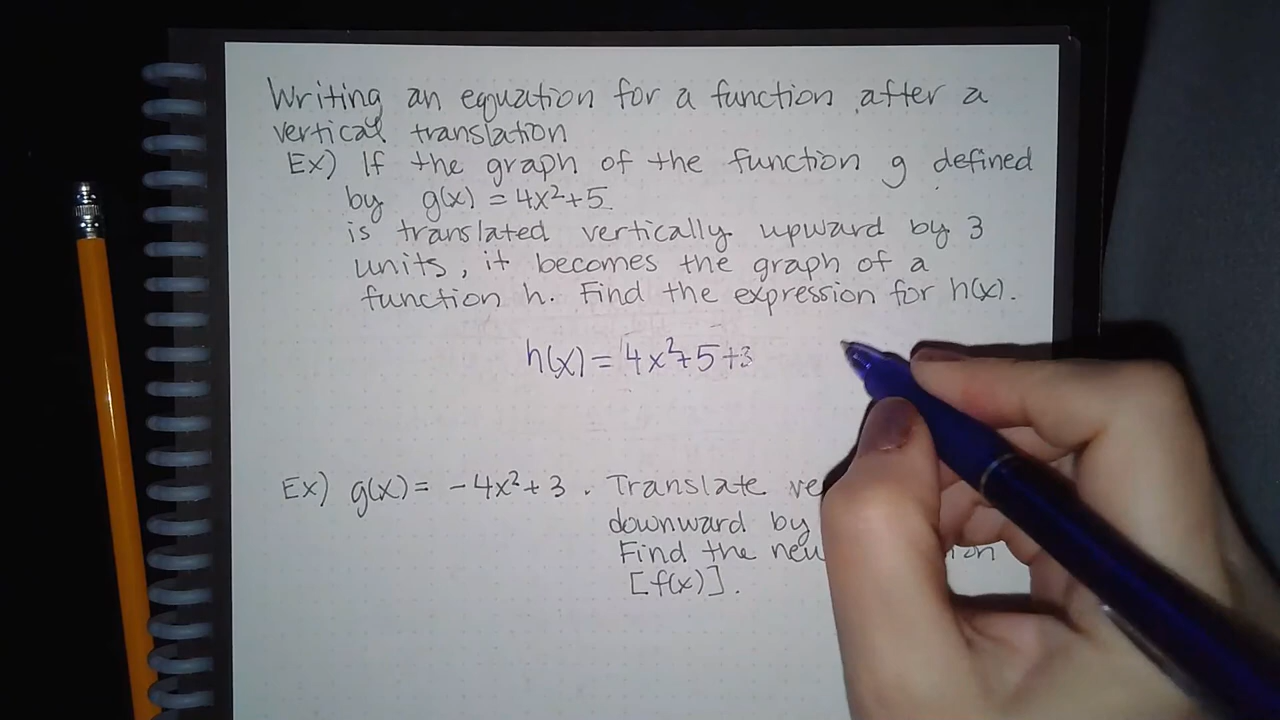 Writing an equation for a function after a
vertical translation
Ex) If the graph of the function g defined
by g(x) = 4x²+5
is translated vertically upward by 3
units, it becomes the graph of a
function h. Find the expression for h(x).
h(x) = 4x²+5+3
Ex) g(x) = -4x²+3. Translate
downward by
Find the
[f(x)].